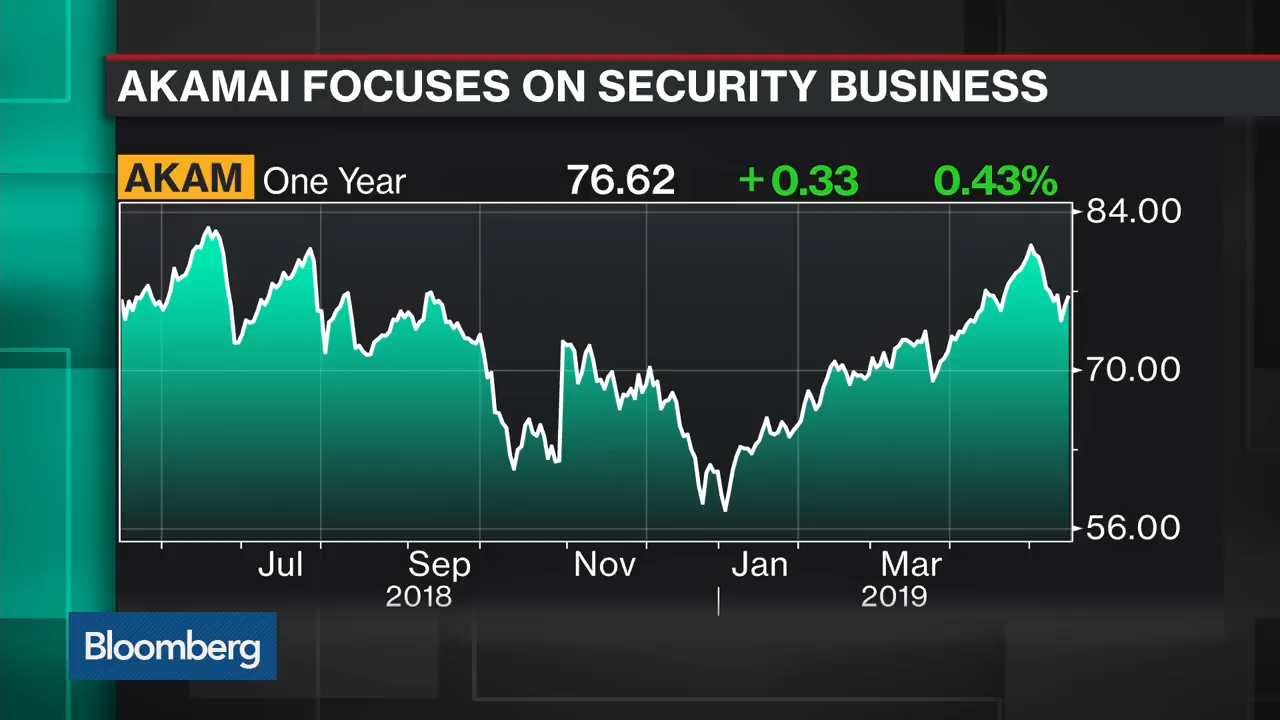 AKAMAI FOCUSES ON SECURITY BUSINESS
AKAM One Year 76.62 +0.33 0.43%
84.00
70.00
56.00
Jul Sep Nov Jan Mar
2018 2019
Bloomberg